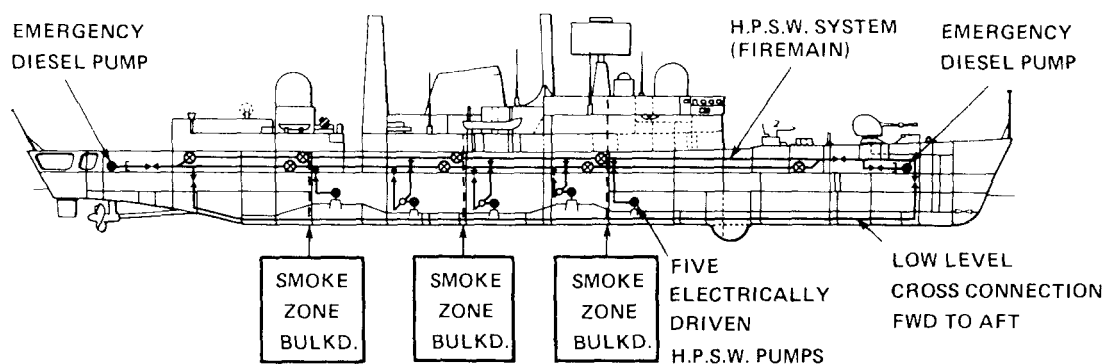 EMERGENCY
DIESEL PUMP
H.P.S.W. SYSTEM
(FIREMAIN)
EMERGENCY
DIESEL PUMP
SMOKE
ZONE
BULKD.
SMOKE
ZONE
BULKD.
SMOKE
ZONE
BULKD.
FIVE
ELECTRICALLY
DRIVEN
H.P.S.W. PUMPS
LOW LEVEL
CROSS CONNECTION
FWD TO AFT